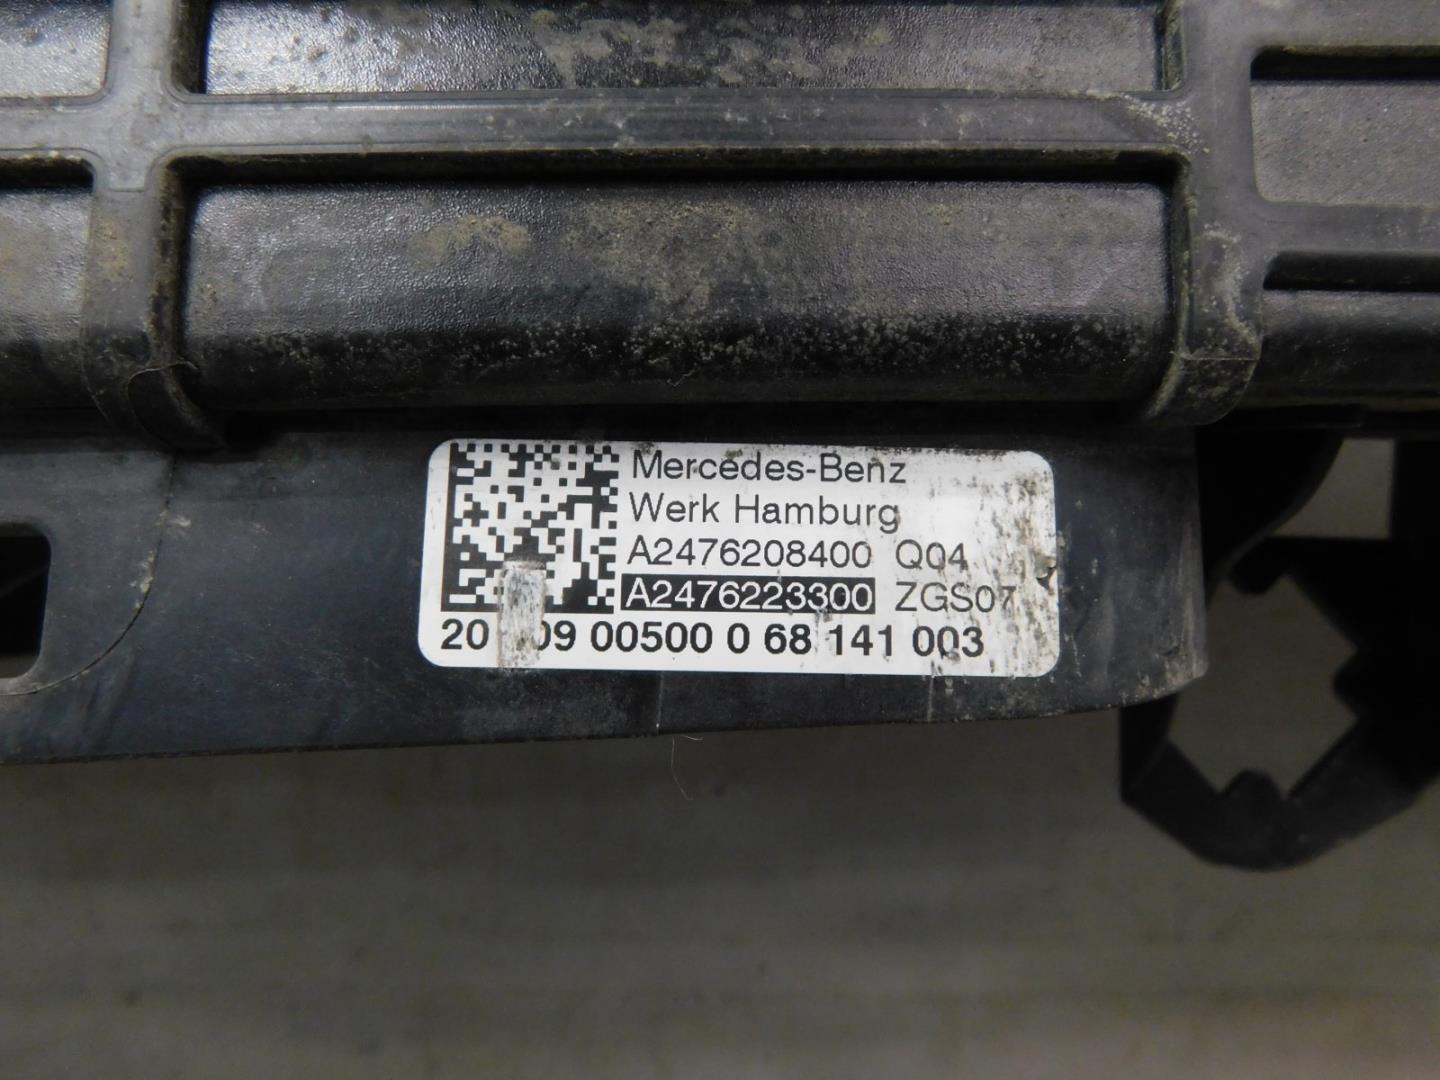 Mercedes-Benz
Werk Hamburg
A2476208400 Q04
A2476223300 ZGS07
00500 0 68 141 003